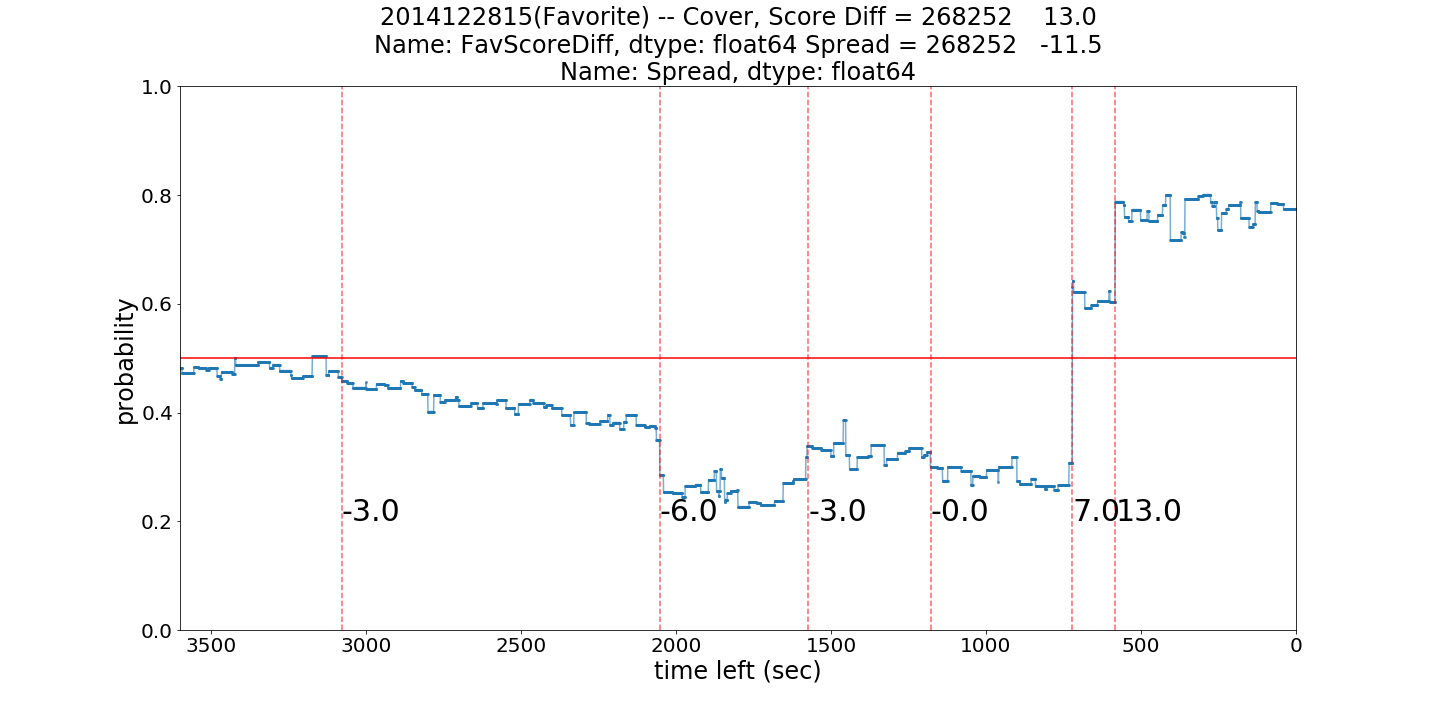 2014122815(Favorite) -- Cover, Score Diff = 268252    13.0
Name: FavScoreDiff, dtype: float64 Spread = 268252   -11.5
Name: Spread, dtype: float64
1.0
0.8
0.6
0.4
0.2
0.0
probability
-3.0 -6.0 -3.0 -0.0 7.0 13.0
3500 3000 2500 2000 1500 1000 500 0
time left (sec)